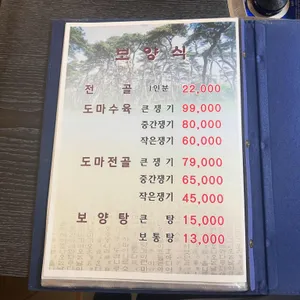 보양식
전 골 1인분 22,000
도마수육 큰쟁기 99,000
중간쟁기 80,000
작은쟁기 60,000
도마전골 큰쟁기 79,000
중간쟁기 65,000
작은쟁기 45,000
보양탕 큰 탕 15,000
보통탕 13,000